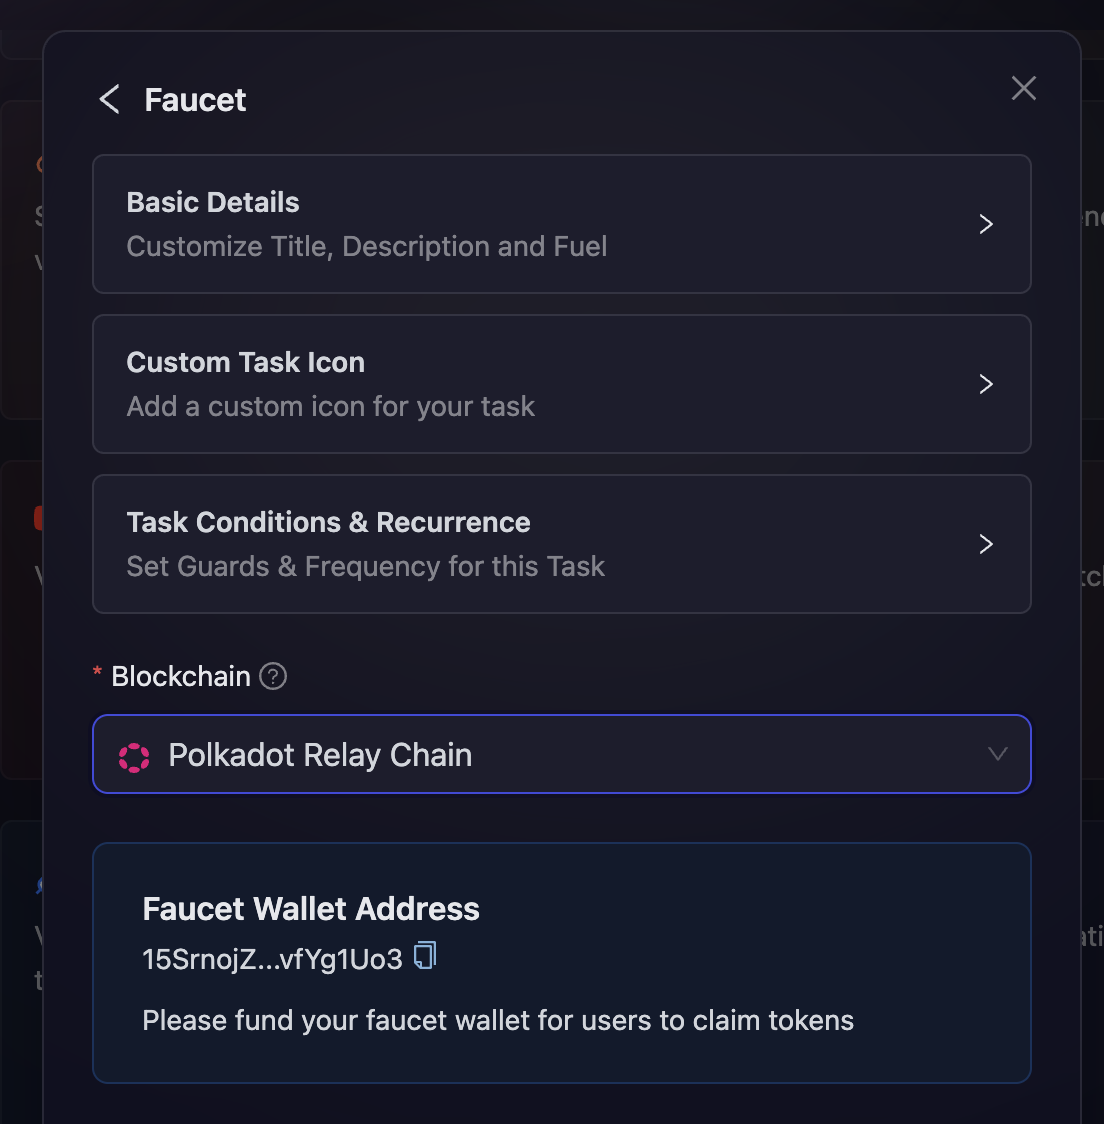 Faucet
Basic Details
Customize Title, Description and Fuel
Custom Task Icon
Add a custom icon for your task
Task Conditions & Recurrence
Set Guards & Frequency for this Task
* Blockchain ?
Polkadot Relay Chain
Faucet Wallet Address
15SrnojZ...vfYg1Uo3
Please fund your faucet wallet for users to claim tokens